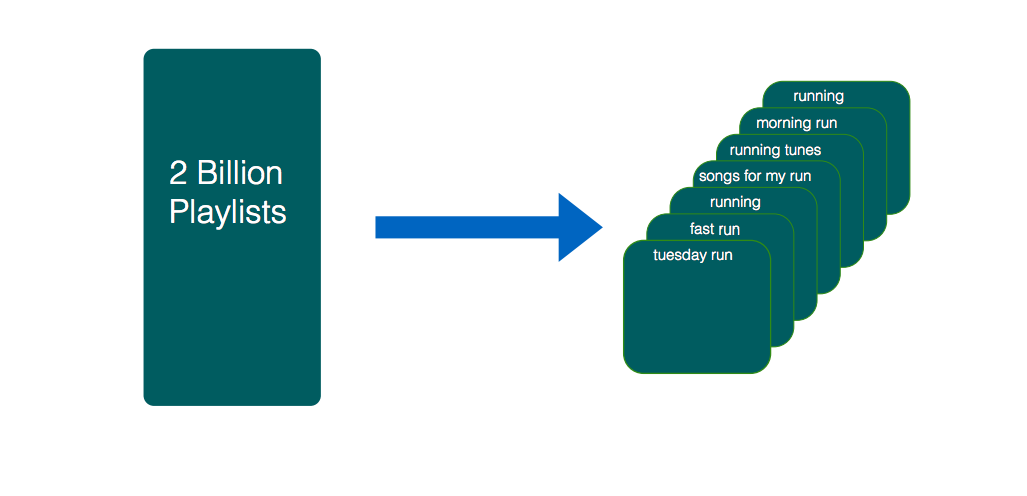 2 Billion
Playlists
running
morning run
running tunes
songs for my run
running
fast run
tuesday run